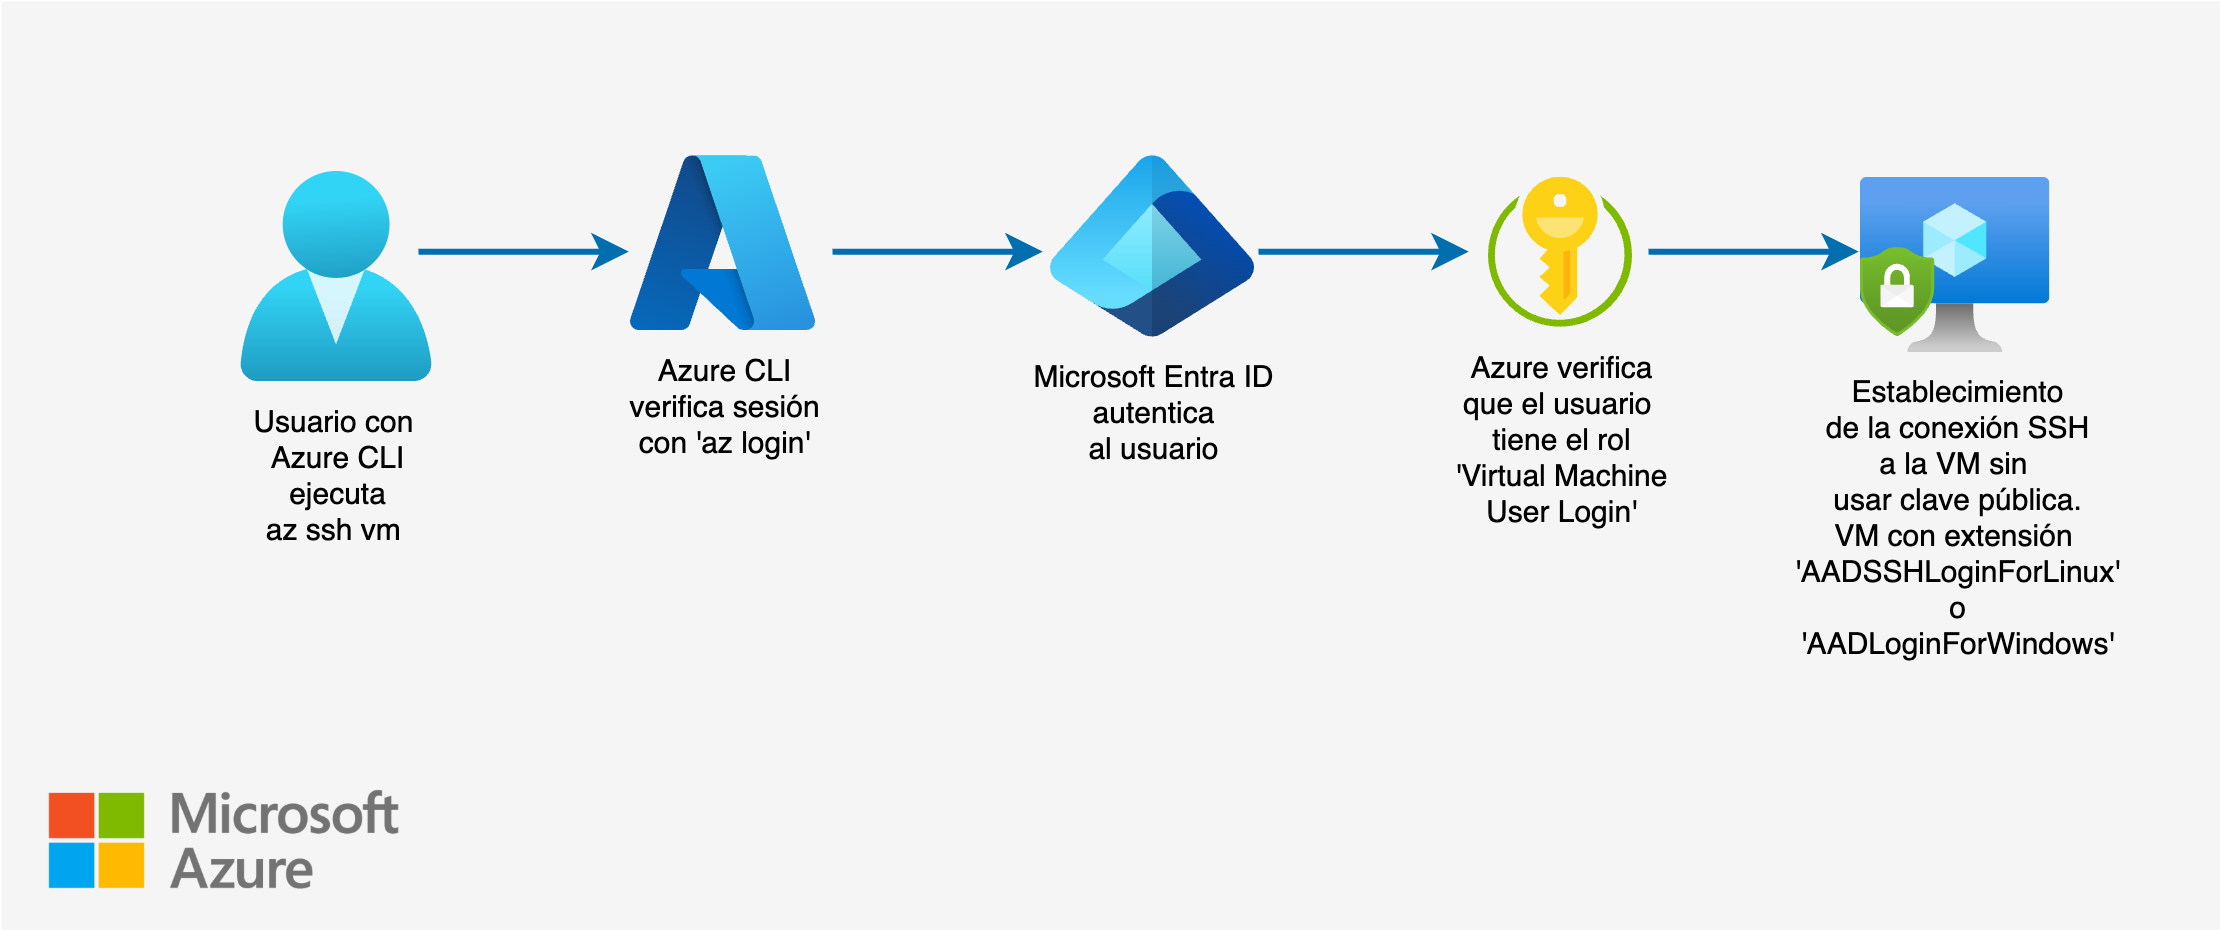 Usuario con
Azure CLI
ejecuta
az ssh vm
Azure CLI
verifica sesión
con 'az login'
Microsoft Entra ID
autentica
al usuario
Azure verifica
que el usuario
tiene el rol
'Virtual Machine
User Login'
Establecimiento
de la conexión SSH
a la VM sin
usar clave pública.
VM con extensión
'AADSSHLoginForLinux'
o
'AADLoginForWindows'
Microsoft
Azure